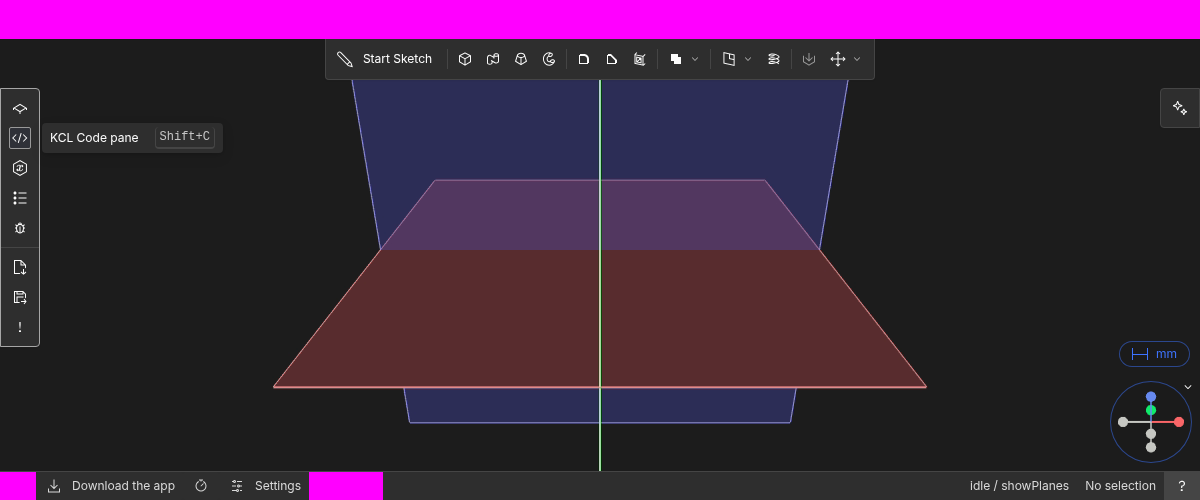 Start Sketch
KCL Code pane Shift+C
mm
Download the app
Settings
idle / showPlanes
No selection
?